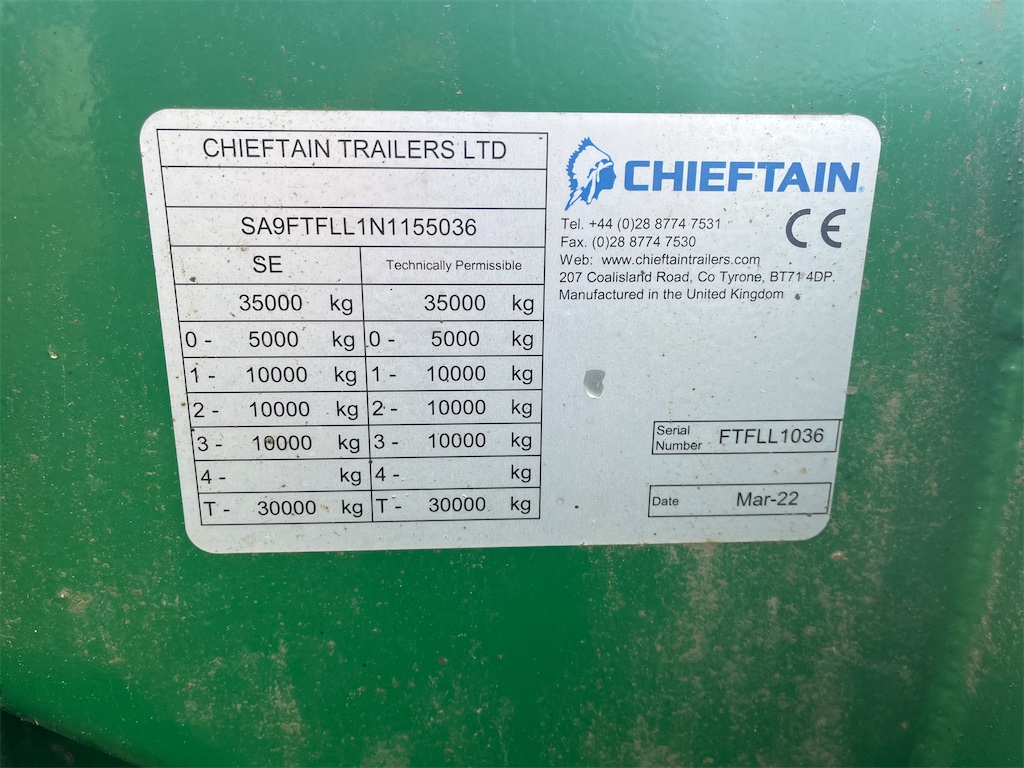 CHIEFTAIN TRAILERS LTD
SA9FTFLL1N1155036
SE Technically Permissible
35000 kg 35000 kg
0 - 5000 kg 0 - 5000 kg
1 - 10000 kg 1 - 10000 kg
2 - 10000 kg 2 - 10000 kg
3 - 10000 kg 3 - 10000 kg
4 - kg 4 - kg
T - 30000 kg T - 30000 kg
CHIEFTAIN®
Tel. +44 (0)28 8774 7531
Fax. (0)28 8774 7530
Web: www.chieftaintrailers.com
207 Coalisland Road, Co Tyrone, BT71 4DP.
Manufactured in the United Kingdom
CE
Serial Number FTFLL1036
Date Mar-22